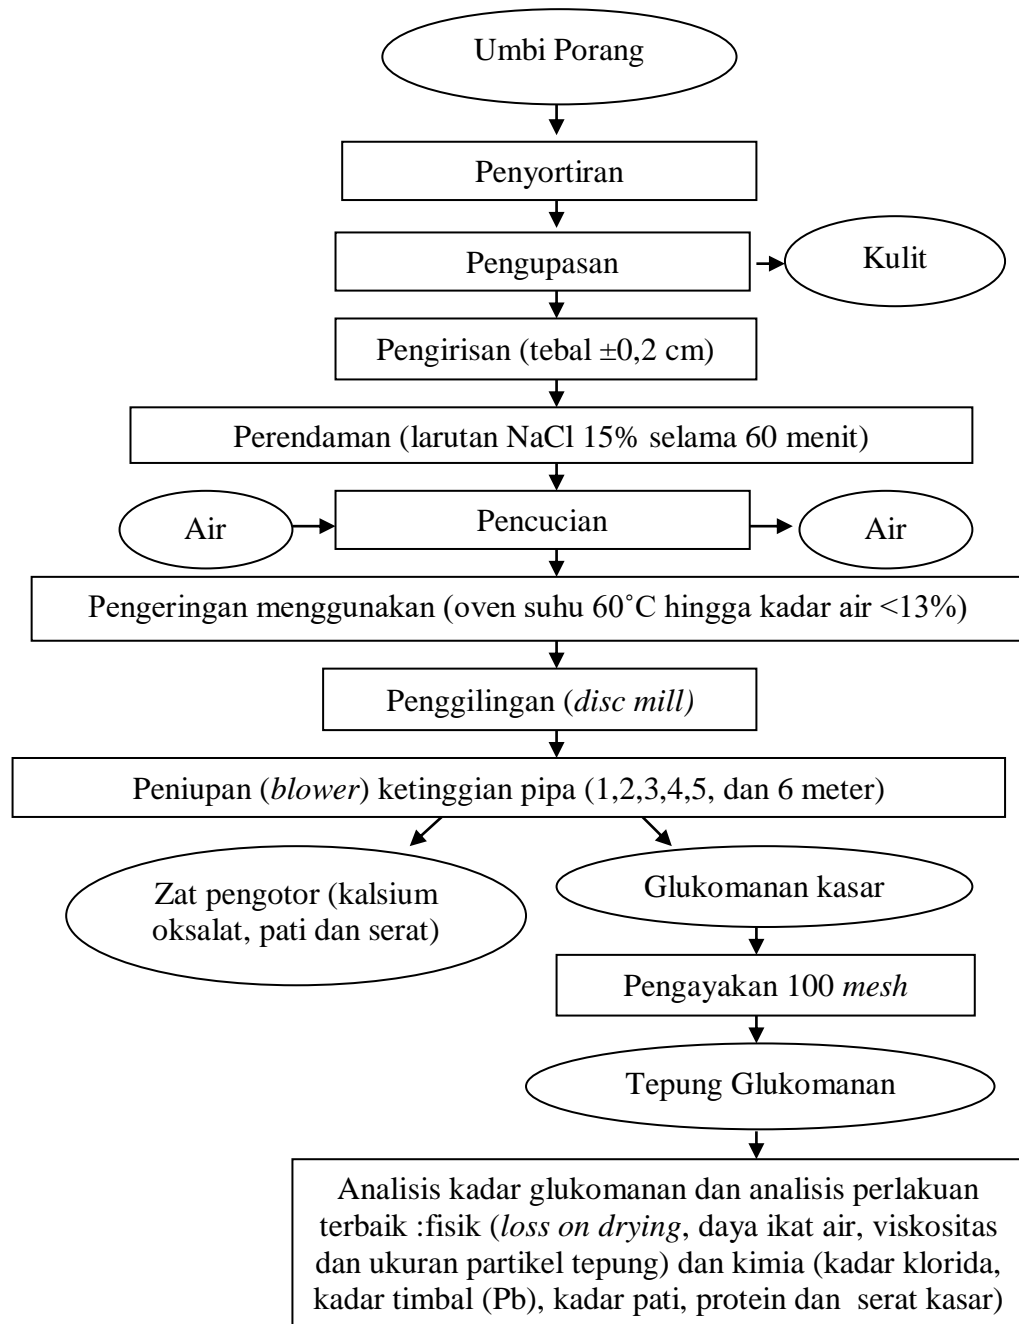 Umbi Porang
Penyortiran
Pengupasan
Kulit
Pengirisan (tebal ±0,2 cm)
Perendaman (larutan NaCl 15% selama 60 menit)
Air
Pencucian
Air
Pengeringan menggunakan (oven suhu 60˚C hingga kadar air <13%)
Penggilingan (disc mill)
Peniupan (blower) ketinggian pipa (1,2,3,4,5, dan 6 meter)
Zat pengotor (kalsium
oksalat, pati dan serat)
Glukomanan kasar
Pengayakan 100 mesh
Tepung Glukomanan
Analisis kadar glukomanan dan analisis perlakuan
terbaik :fisik (loss on drying, daya ikat air, viskositas
dan ukuran partikel tepung) dan kimia (kadar klorida,
kadar timbal (Pb), kadar pati, protein dan serat kasar)